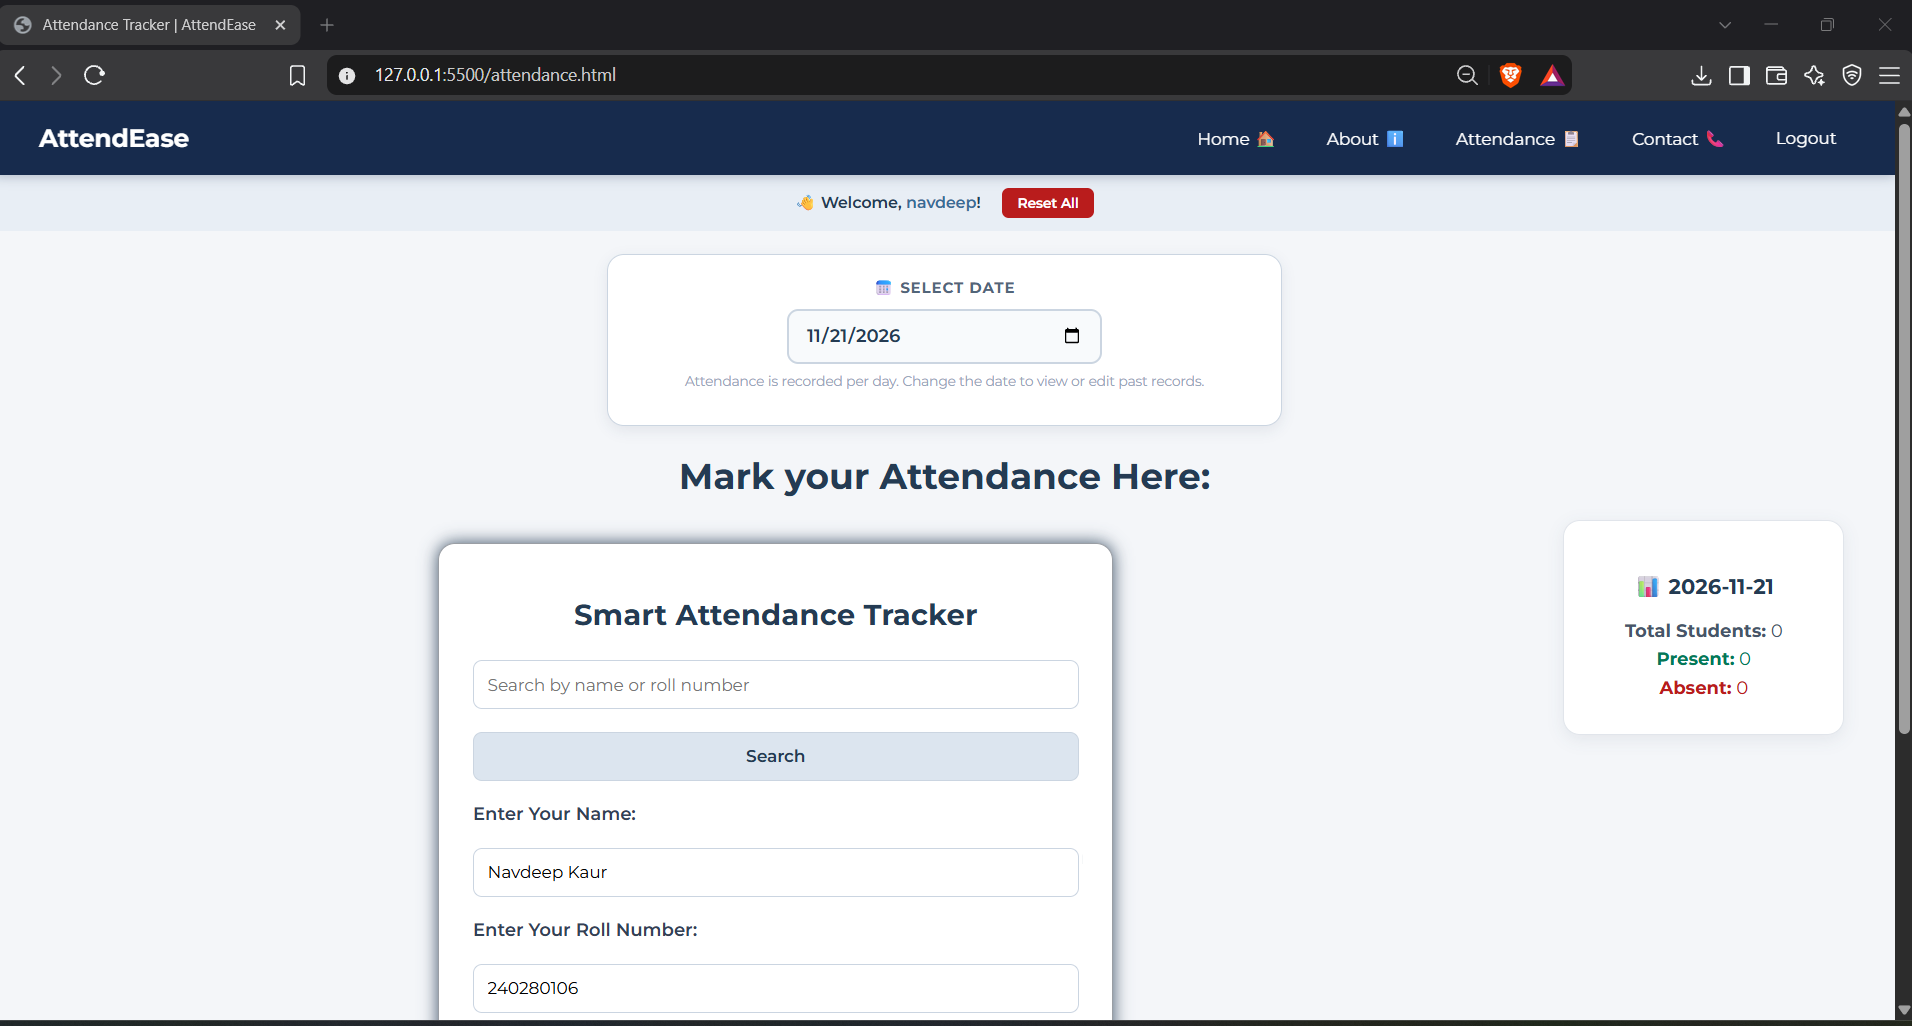 Attendance Tracker | AttendEase
127.0.0.1:5500/attendance.html
AttendEase
Home About Attendance Contact Logout
Welcome, navdeep! Reset All
SELECT DATE
11/21/2026
Attendance is recorded per day. Change the date to view or edit past records.
Mark your Attendance Here:
Smart Attendance Tracker
Search by name or roll number
Search
Enter Your Name:
Navdeep Kaur
Enter Your Roll Number:
240280106
2026-11-21
Total Students: 0
Present: 0
Absent: 0